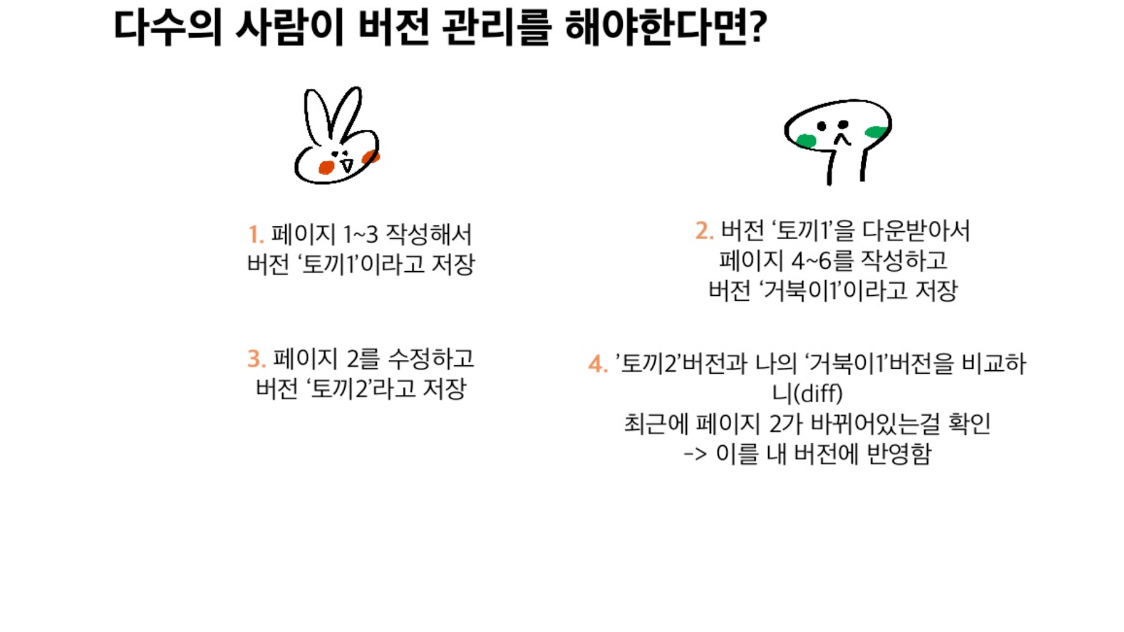 다수의 사람이 버전 관리를 해야한다면?
1. 페이지 1~3 작성해서
버전 ‘토끼1’이라고 저장
2. 버전 ‘토끼1’을 다운받아서
페이지 4~6를 작성하고
버전 ‘거북이1’이라고 저장
3. 페이지 2를 수정하고
버전 ‘토끼2’라고 저장
4. ’토끼2’버전과 나의 ‘거북이1’버전을 비교하
니(diff)
최근에 페이지 2가 바뀌어있는걸 확인
-> 이를 내 버전에 반영함